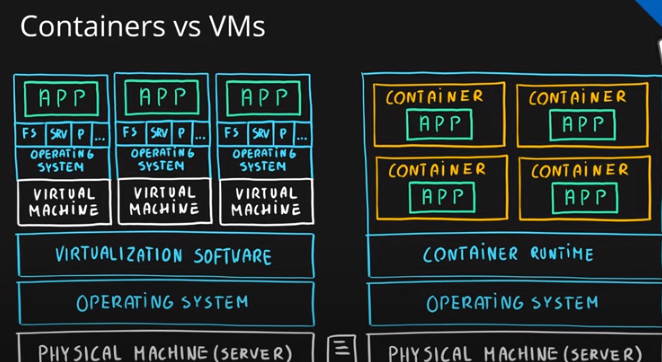 Containers vs VMs
APP APP APP
FS SRV P ... FS SRV P ... FS SRV P ...
OPERATING OPERATING OPERATING
SYSTEM SYSTEM SYSTEM
VIRTUAL VIRTUAL VIRTUAL
MACHINE MACHINE MACHINE
VIRTUALIZATION SOFTWARE
OPERATING SYSTEM
PHYSICAL MACHINE (SERVER)
CONTAINER CONTAINER
APP APP
CONTAINER CONTAINER
APP APP
CONTAINER RUNTIME
OPERATING SYSTEM
PHYSICAL MACHINE (SERVER)